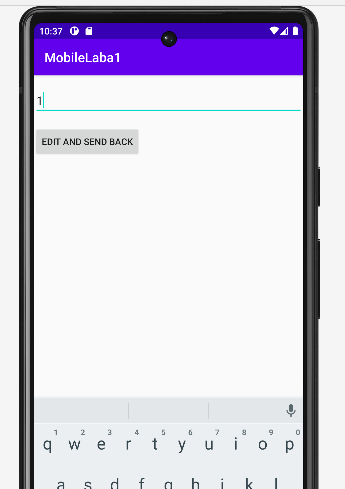 10:37
MobileLaba1
1
EDIT AND SEND BACK
1 2 3 4 5 6 7 8 9 0
q w e r t y u i o p
a s d f g h j k l